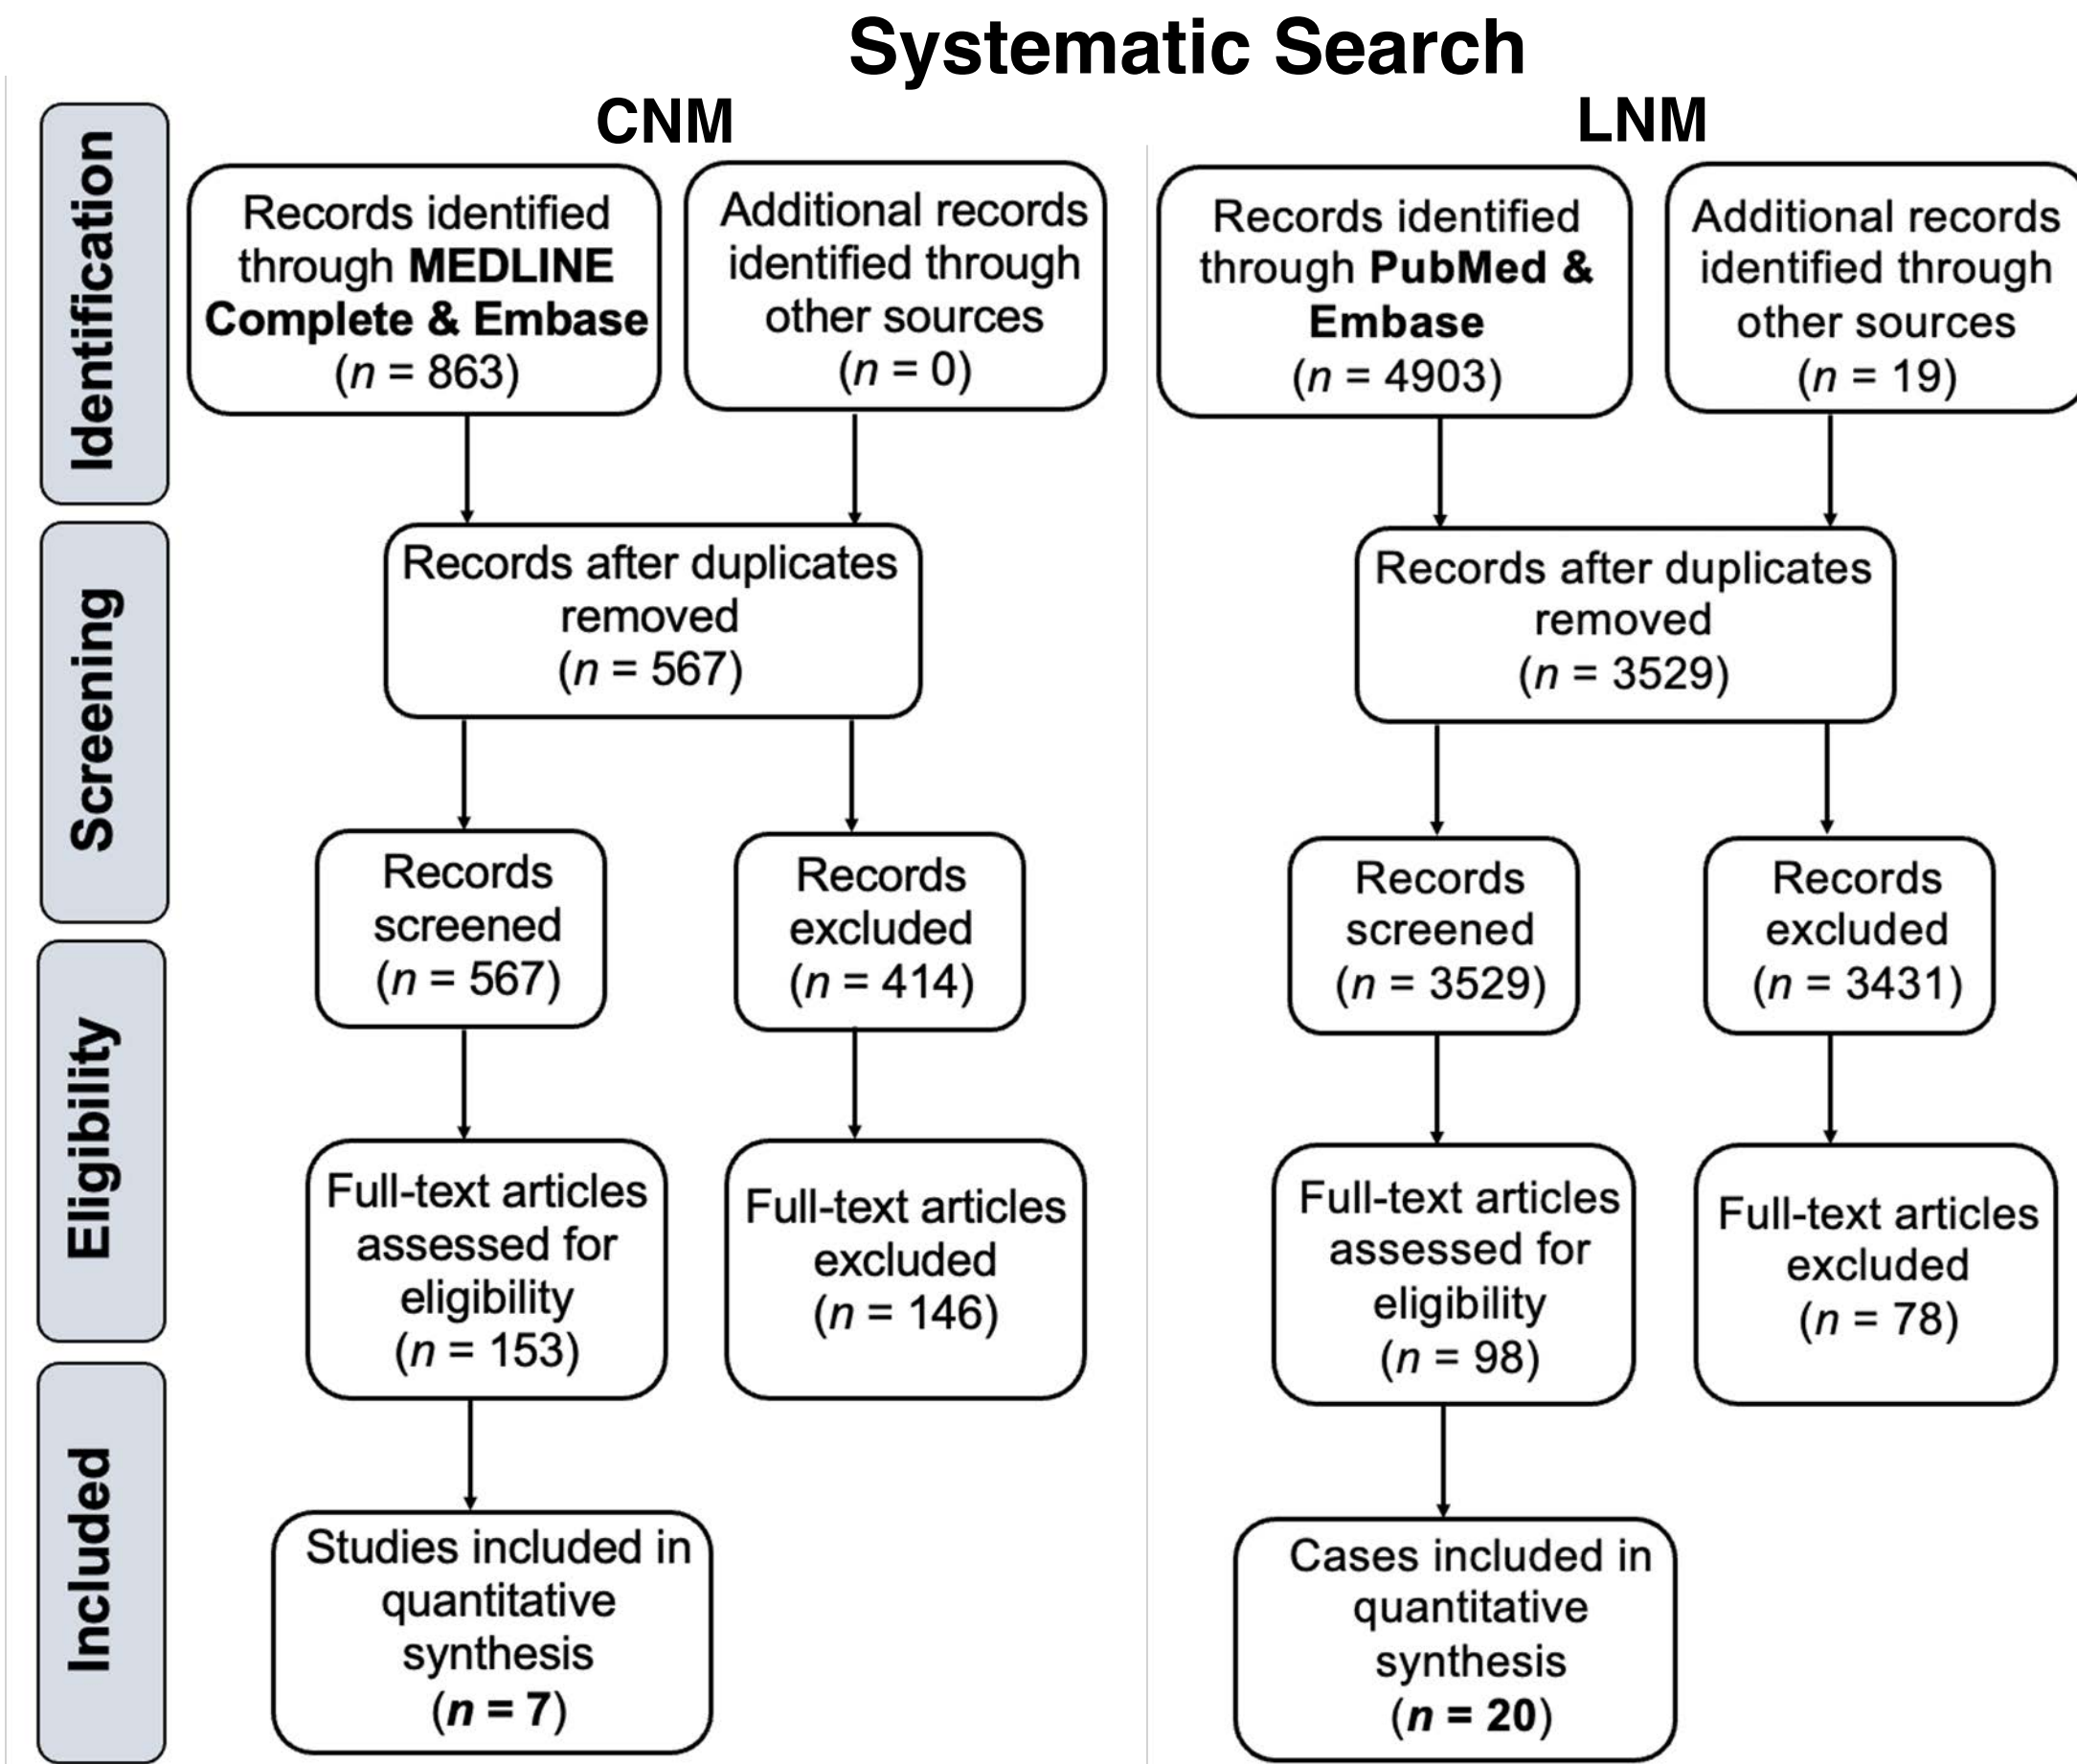 Systematic Search
CNM
LNM
Identification
Records identified
through MEDLINE
Complete & Embase
(n = 863)
Additional records
identified through
other sources
(n = 0)
Records identified
through PubMed &
Embase
(n = 4903)
Additional records
identified through
other sources
(n = 19)
Screening
Records after duplicates
removed
(n = 567)
Records after duplicates
removed
(n = 3529)
Records
screened
(n = 567)
Records
excluded
(n = 414)
Records
screened
(n = 3529)
Records
excluded
(n = 3431)
Eligibility
Full-text articles
assessed for
eligibility
(n = 153)
Full-text articles
excluded
(n = 146)
Full-text articles
assessed for
eligibility
(n = 98)
Full-text articles
excluded
(n = 78)
Included
Studies included in
quantitative
synthesis
(n = 7)
Cases included in
quantitative
synthesis
(n = 20)